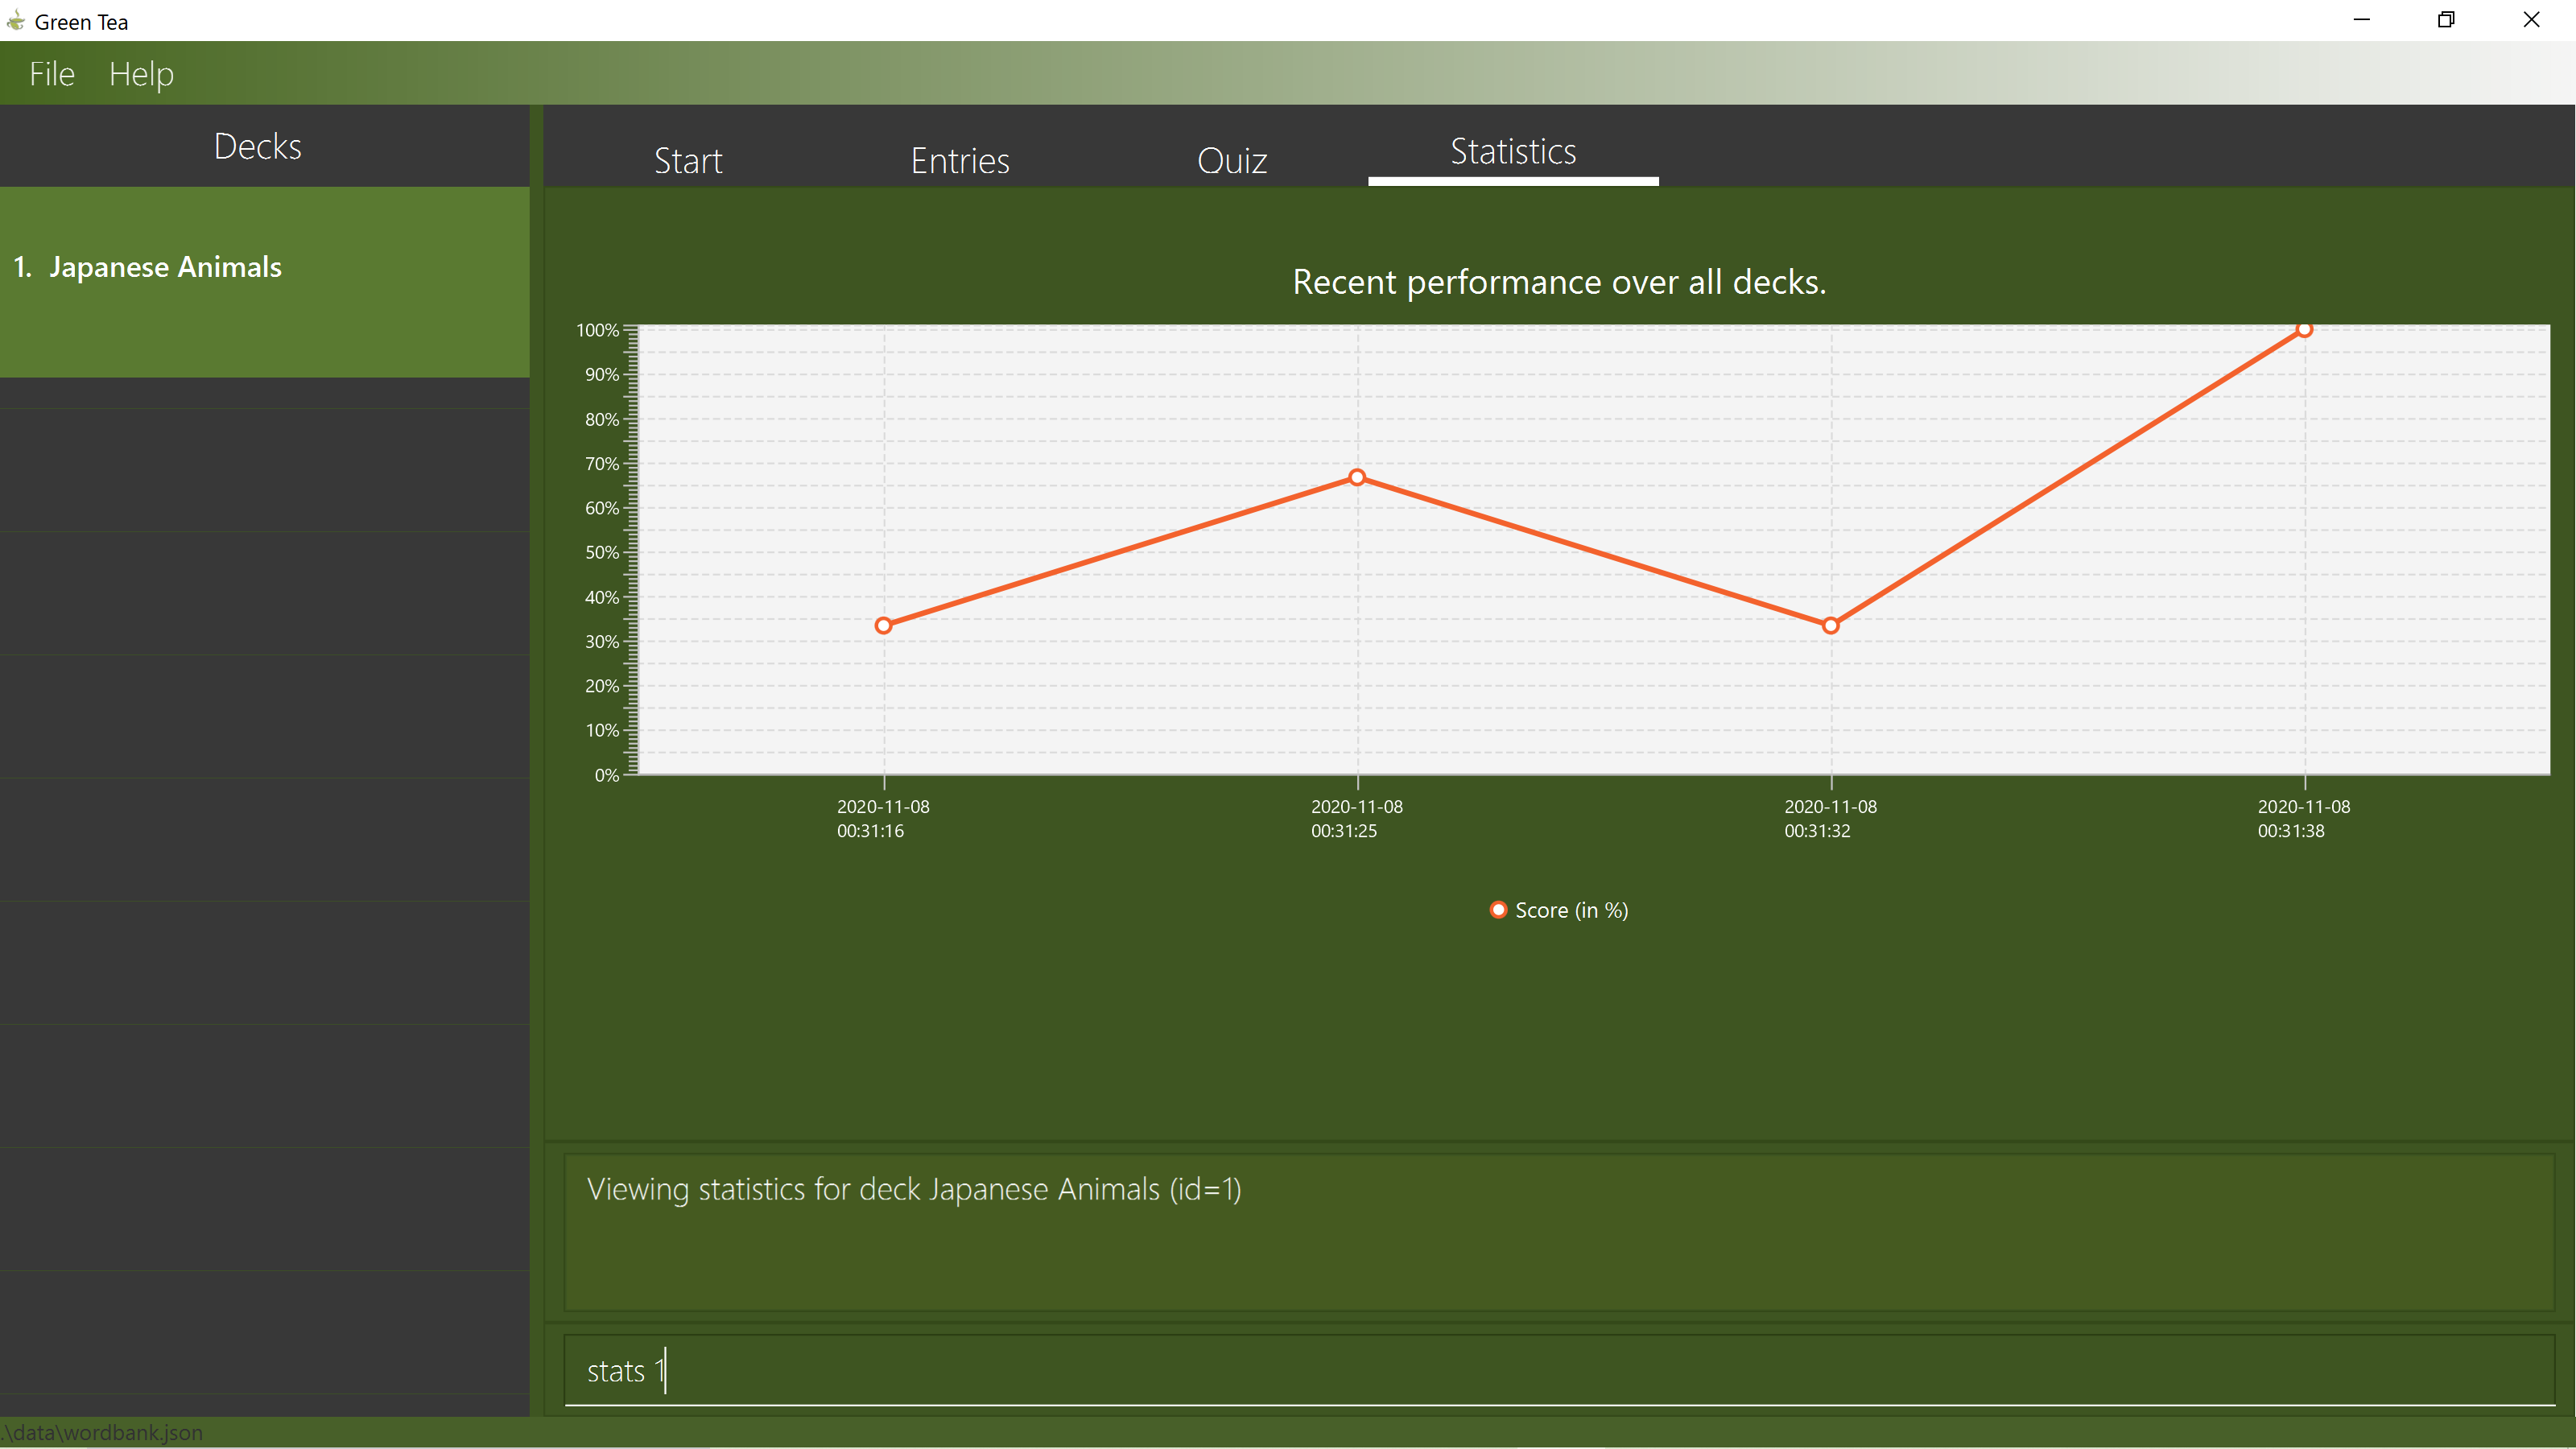 Green Tea
File Help
Decks
Start Entries Quiz Statistics
1. Japanese Animals
Recent performance over all decks.
100%
90%
80%
70%
60%
50%
40%
30%
20%
10%
0%
2020-11-08 2020-11-08 2020-11-08 2020-11-08
00:31:16 00:31:25 00:31:32 00:31:38
Score (in %)
Viewing statistics for deck Japanese Animals (id=1)
stats 1
.\data\wordbank.json